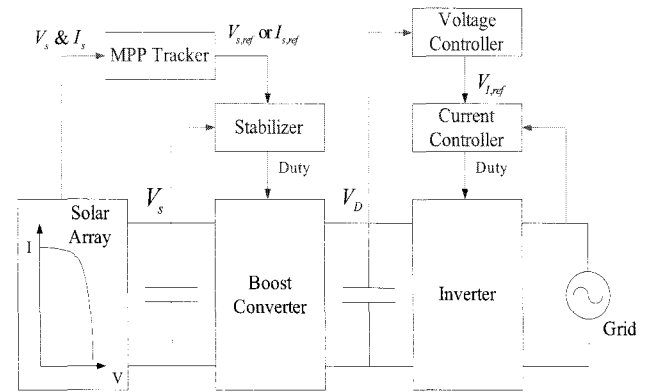 Voltage
Controller
V_s & I_s
MPP Tracker
V_s,ref or I_s,ref
V_I,ref
Stabilizer
Current
Controller
Duty
Duty
Solar
Array
V_s
V_D
I
Boost
Converter
Inverter
Grid
V